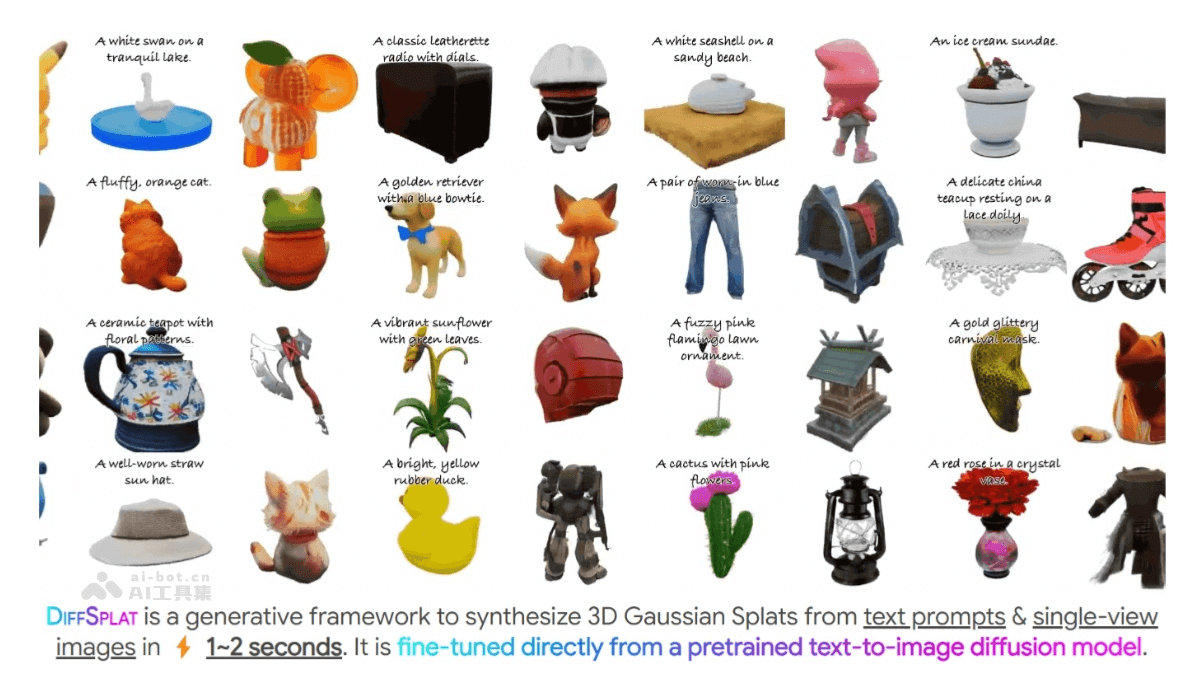 A white swan on a
tranquil lake.
A classic leatherette
radio with dials.
A white seashell on a
sandy beach.
An ice cream sundae.
A fluffy, orange cat.
A golden retriever
with a blue bowtie.
A pair of worn-in blue
jeans.
A delicate china
teacup resting on a
lace doily
A ceramic teapot with
floral patterns.
A vibrant sunflower
with green leaves.
A fuzzy pink
flamingo lawn
ornament.
A gold glittery
carnival mask.
A well-worn straw
sun hat.
A bright, yellow
rubber duck.
A cactus with pink
flowers.
A red rose in a crystal
vase.
ai-bot.cn
AI工具集
DIFFSPLAT is a generative framework to synthesize 3D Gaussian Splats from text prompts & single-view
images in 1~2 seconds. It is fine-tuned directly from a pretrained text-to-image diffusion model.